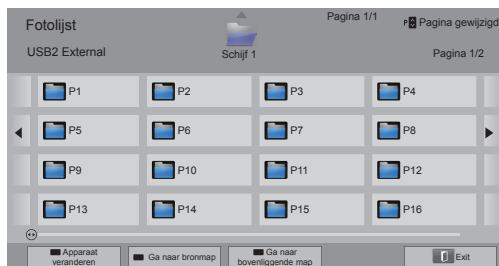 Fotolijst
Pagina 1/1
P Pagina gewijzigd
USB2 External
Schijf 1
Pagina 1/2
P1 P2 P3 P4
P5 P6 P7 P8
P9 P10 P11 P12
P13 P14 P15 P16
Apparaat veranderen
Ga naar bronmap
Ga naar bovenliggende map
Exit